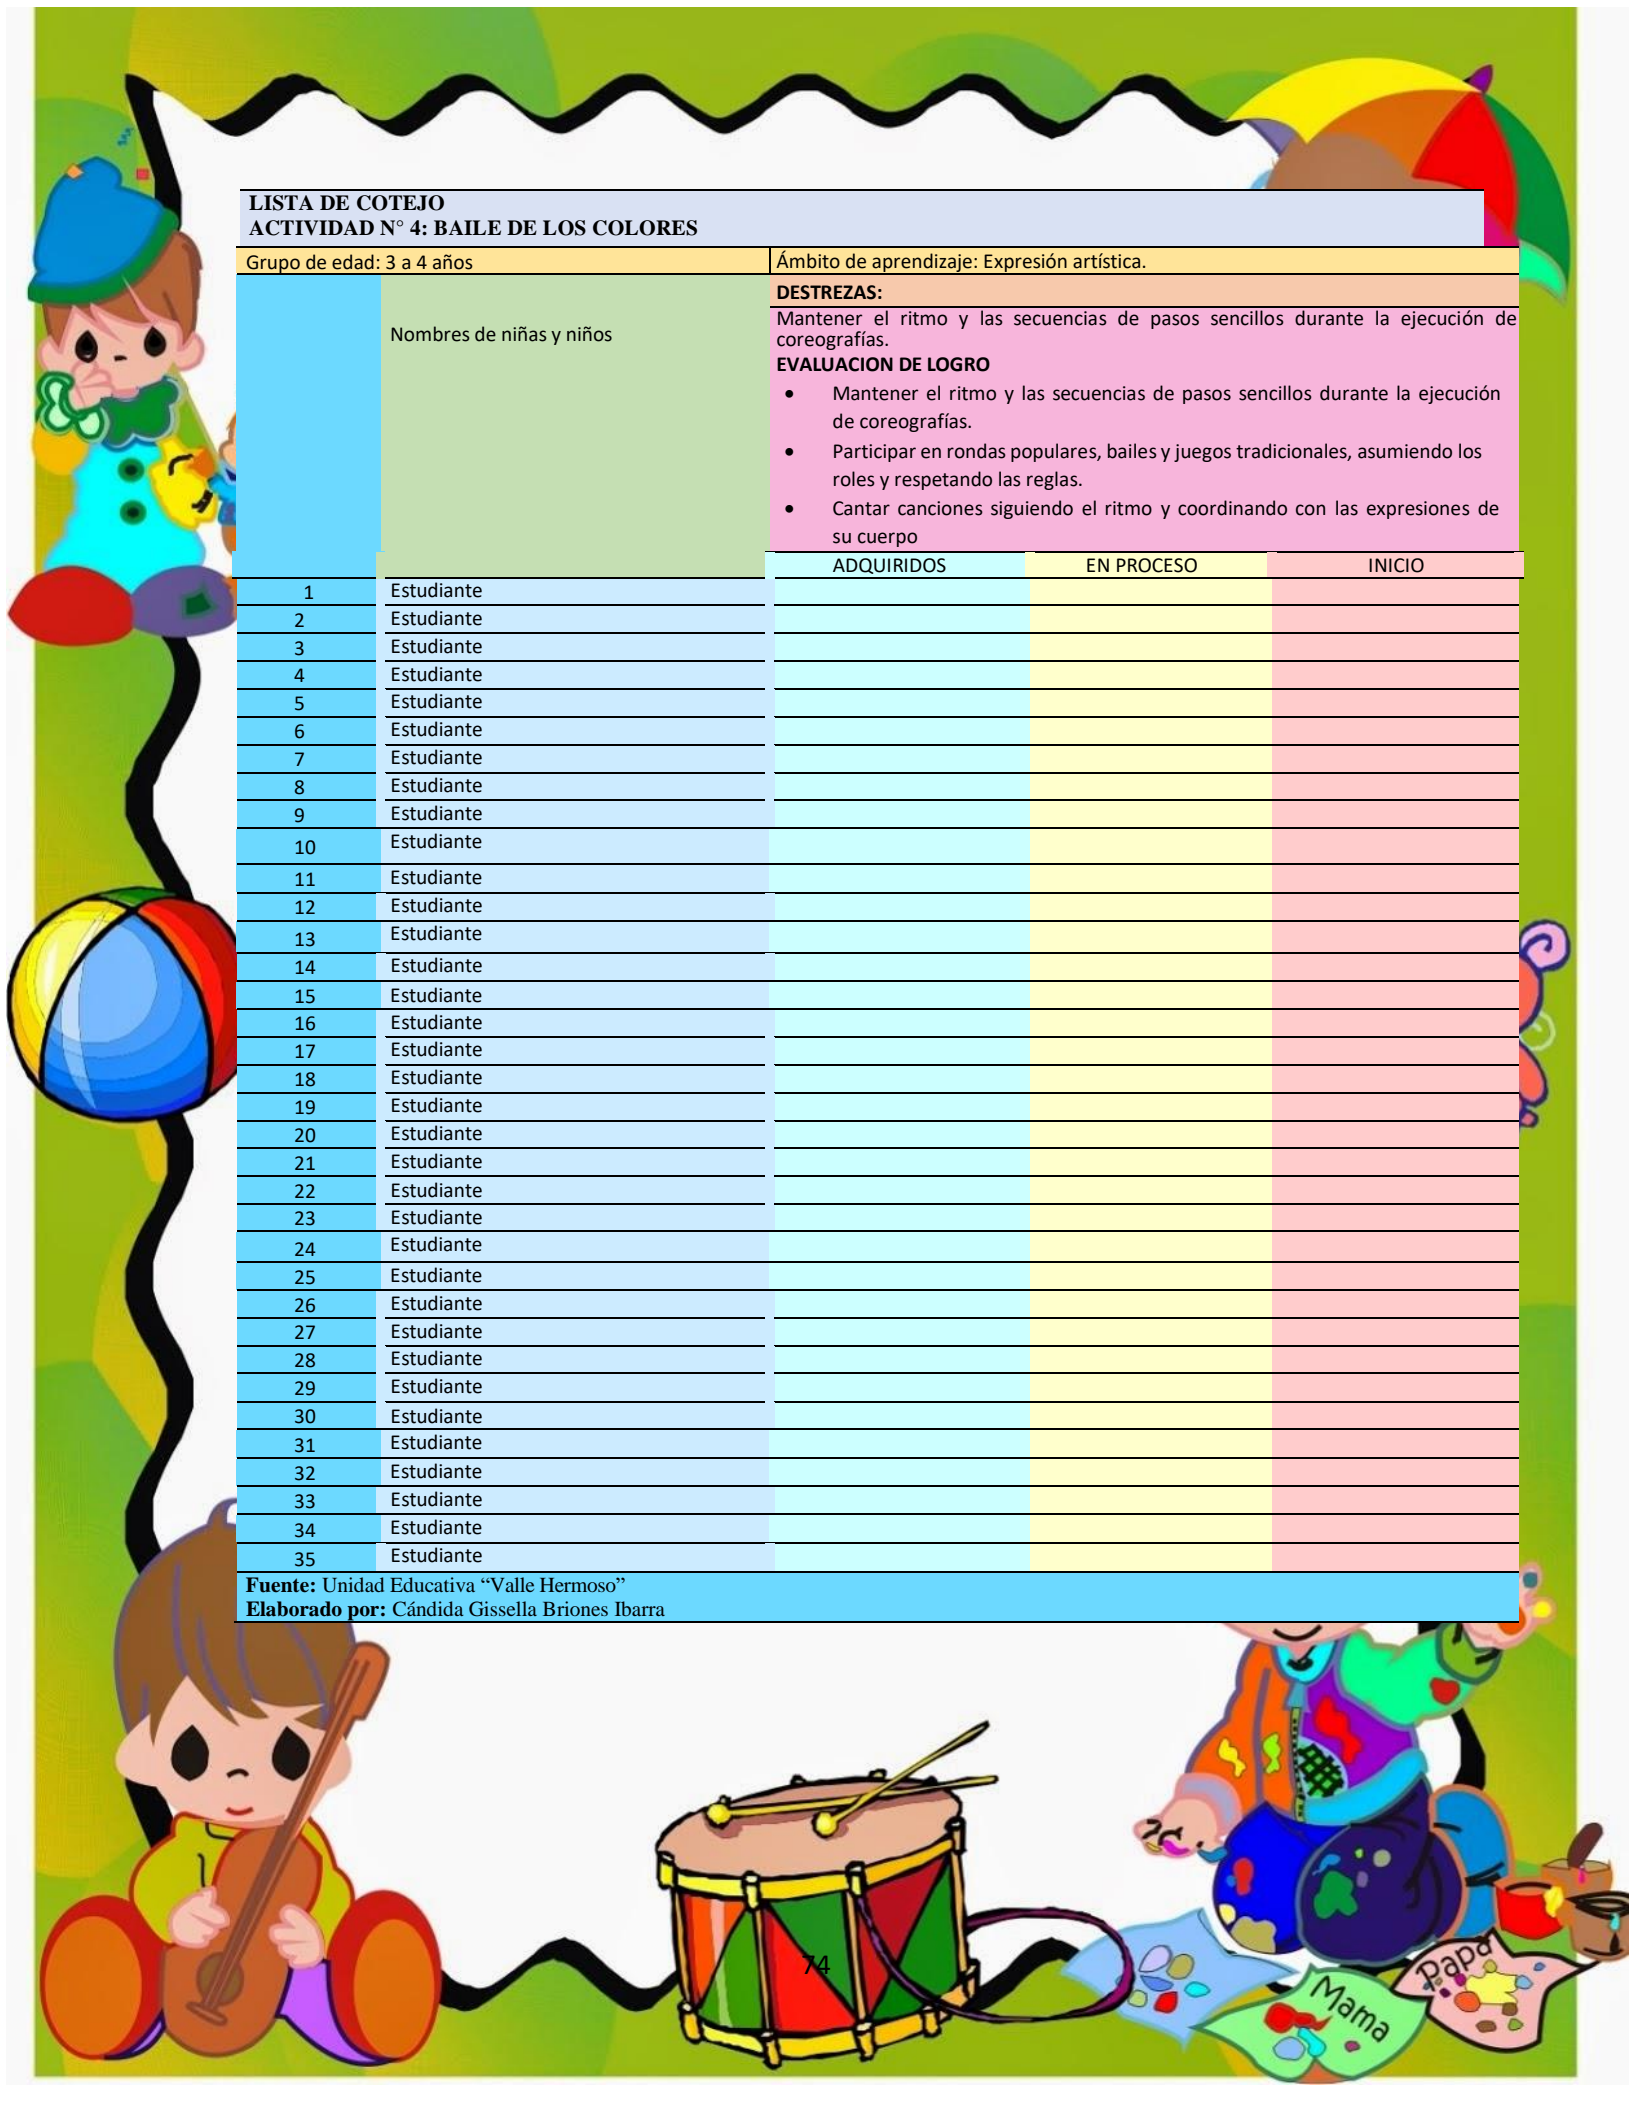 LISTA DE COTEJO
ACTIVIDAD N° 4: BAILE DE LOS COLORES
Grupo de edad: 3 a 4 años
Ámbito de aprendizaje: Expresión artística.
Nombres de niñas y niños
DESTREZAS:
Mantener el ritmo y las secuencias de pasos sencillos durante la ejecución de
coreografías.
EVALUACION DE LOGRO
• Mantener el ritmo y las secuencias de pasos sencillos durante la ejecución
de coreografías.
• Participar en rondas populares, bailes y juegos tradicionales, asumiendo los
roles y respetando las reglas.
• Cantar canciones siguiendo el ritmo y coordinando con las expresiones de
su cuerpo
ADQUIRIDOS EN PROCESO INICIO
1 Estudiante
2 Estudiante
3 Estudiante
4 Estudiante
5 Estudiante
6 Estudiante
7 Estudiante
8 Estudiante
9 Estudiante
10 Estudiante
11 Estudiante
12 Estudiante
13 Estudiante
14 Estudiante
15 Estudiante
16 Estudiante
17 Estudiante
18 Estudiante
19 Estudiante
20 Estudiante
21 Estudiante
22 Estudiante
23 Estudiante
24 Estudiante
25 Estudiante
26 Estudiante
27 Estudiante
28 Estudiante
29 Estudiante
30 Estudiante
31 Estudiante
32 Estudiante
33 Estudiante
34 Estudiante
35 Estudiante
Fuente: Unidad Educativa “Valle Hermoso”
Elaborado por: Cándida Gissella Briones Ibarra
74
Papa
Mama